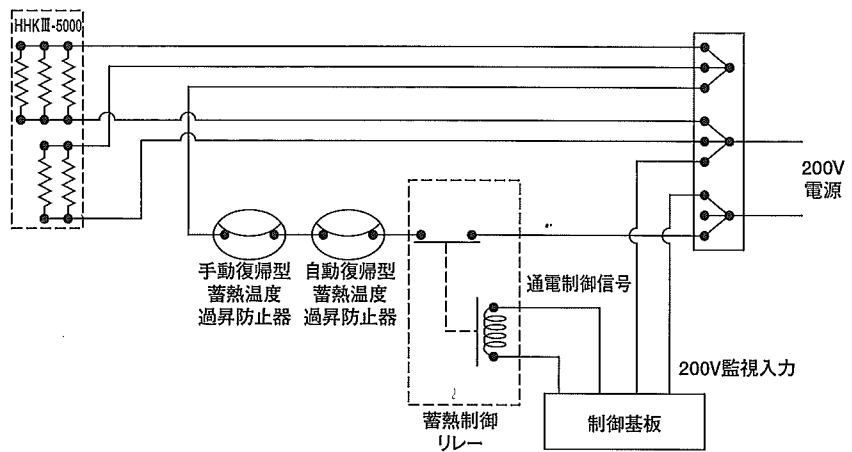 HHKⅢ-5000
200V
電源
手動復帰型
蓄熱温度
過昇防止器
自動復帰型
蓄熱温度
過昇防止器
通電制御信号
200V監視入力
蓄熱制御
リレー
制御基板